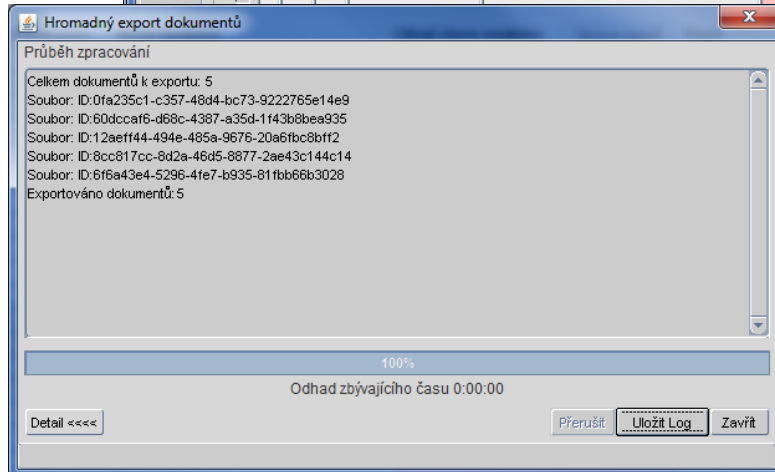 Hromadný export dokumentů
Průběh zpracování
Celkem dokumentů k exportu: 5
Soubor: ID:0fa235c1-c357-48d4-bc73-9222765e14e9
Soubor: ID:60dccaf6-d68c-4387-a35d-1f43b8bea935
Soubor: ID:12aeff44-494e-485a-9676-20a6fbc8bff2
Soubor: ID:8cc817cc-8d2a-46d5-8877-2ae43c144c14
Soubor: ID:6f6a43e4-5296-4fe7-b935-81fbb66b3028
Exportováno dokumentů:5
100%
Odhad zbývajícího času 0:00:00
Detail <<<< Přerušit Uložit Log Zavřít